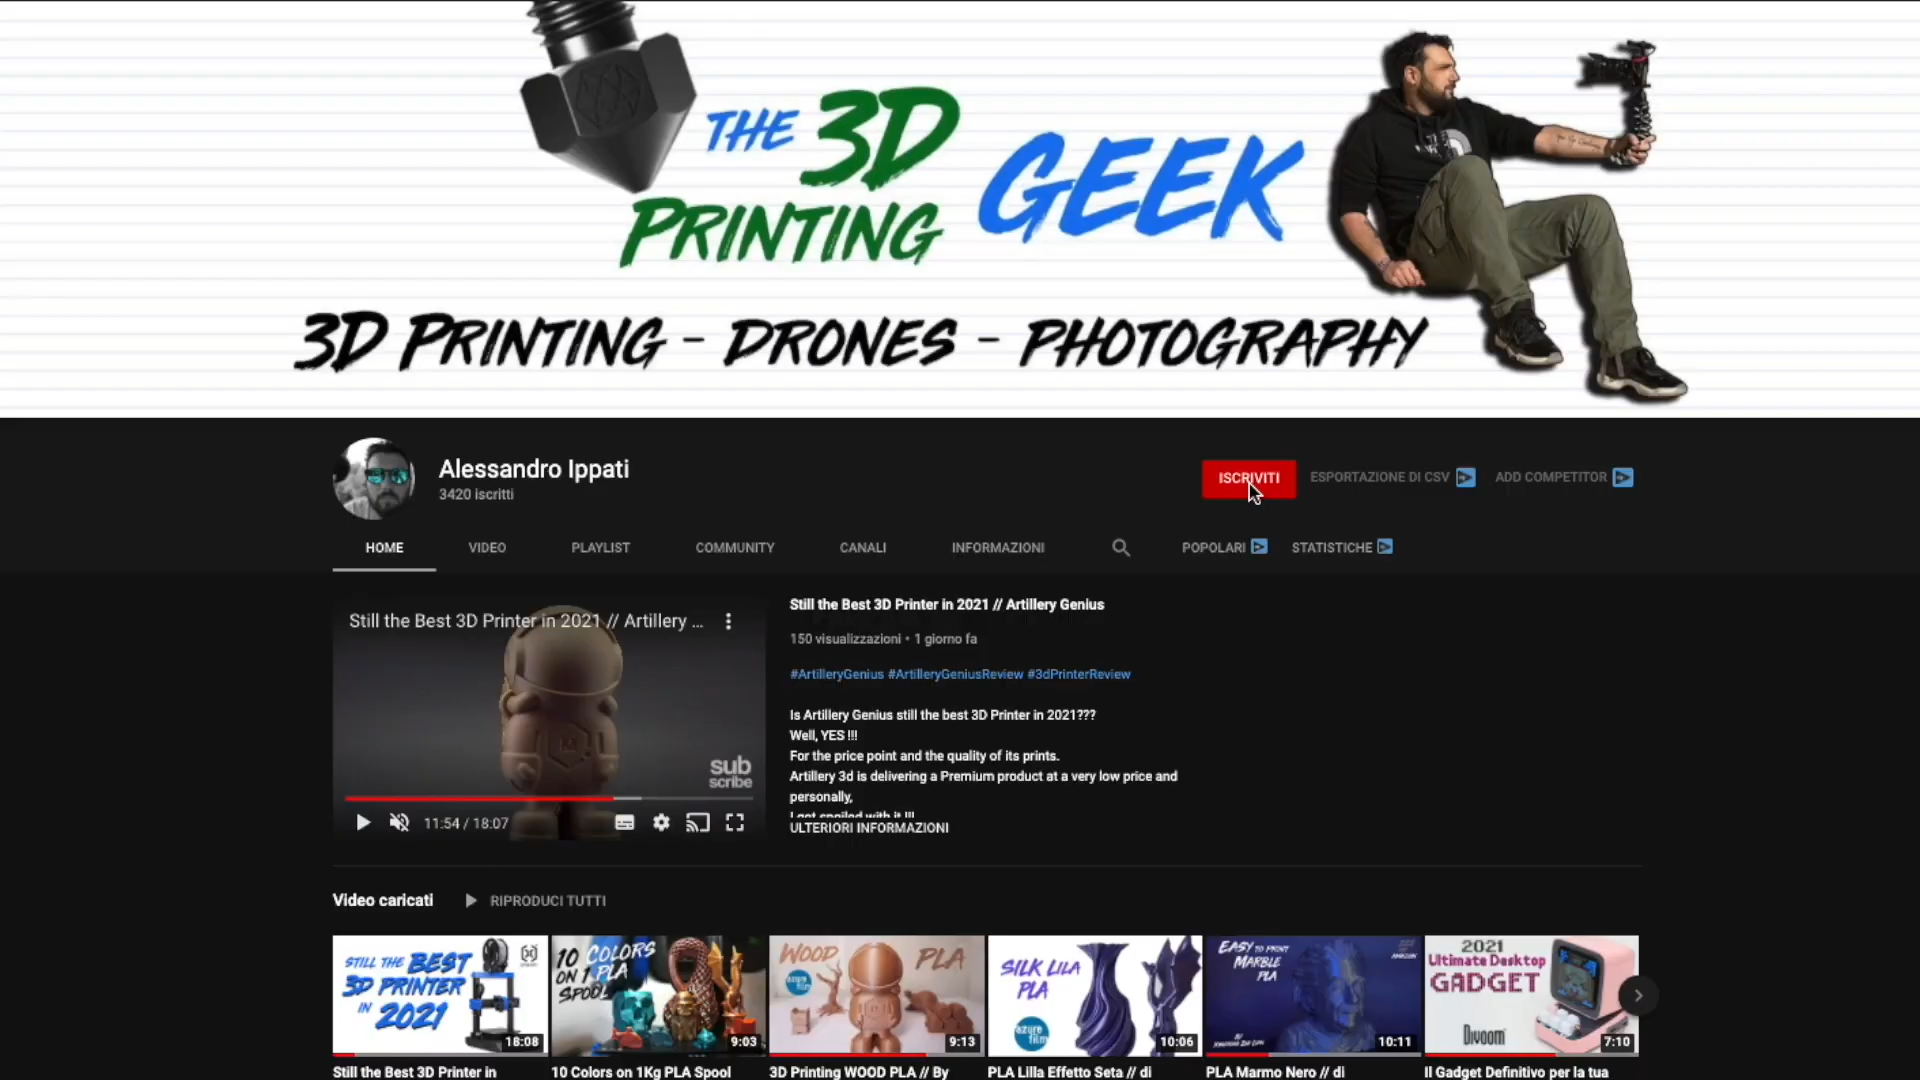 THE 3D
PRINTING
GEEK
3D PRINTING - DRONES - PHOTOGRAPHY
Alessandro Ippati
3420 iscritti
ISCRIVITI
ESPORTAZIONE DI CSV
ADD COMPETITOR
HOME
VIDEO
PLAYLIST
COMMUNITY
CANALI
INFORMAZIONI
POPOLARI
STATISTICHE
Still the Best 3D Printer in 2021 // Artillery ...
sub
scribe
11:54 / 18:07
Still the Best 3D Printer in 2021 // Artillery Genius
150 visualizzazioni • 1 giorno fa
#ArtilleryGenius #ArtilleryGeniusReview #3dPrinterReview
Is Artillery Genius still the best 3D Printer in 2021???
Well, YES !!!
For the price point and the quality of its prints.
Artillery 3d is delivering a Premium product at a very low price and
personally,
I got spoiled with it !!!
ULTERIORI INFORMAZIONI
Video caricati
RIPRODUCI TUTTI
STILL THE BEST
3D PRINTER
IN 2021
18:08
Still the Best 3D Printer in
10 COLORS
ON 1 PLA
SPOOL
9:03
10 Colors on 1Kg PLA Spool
WOOD PLA
azure
film
9:13
3D Printing WOOD PLA // By
SILK LILA
PLA
azure
film
10:06
PLA Lilla Effetto Seta // di
EASY TO PRINT
MARBLE
PLA
10:11
PLA Marmo Nero // di
2021
Ultimate Desktop
GADGET
Divoom
7:10
Il Gadget Definitivo per la tua